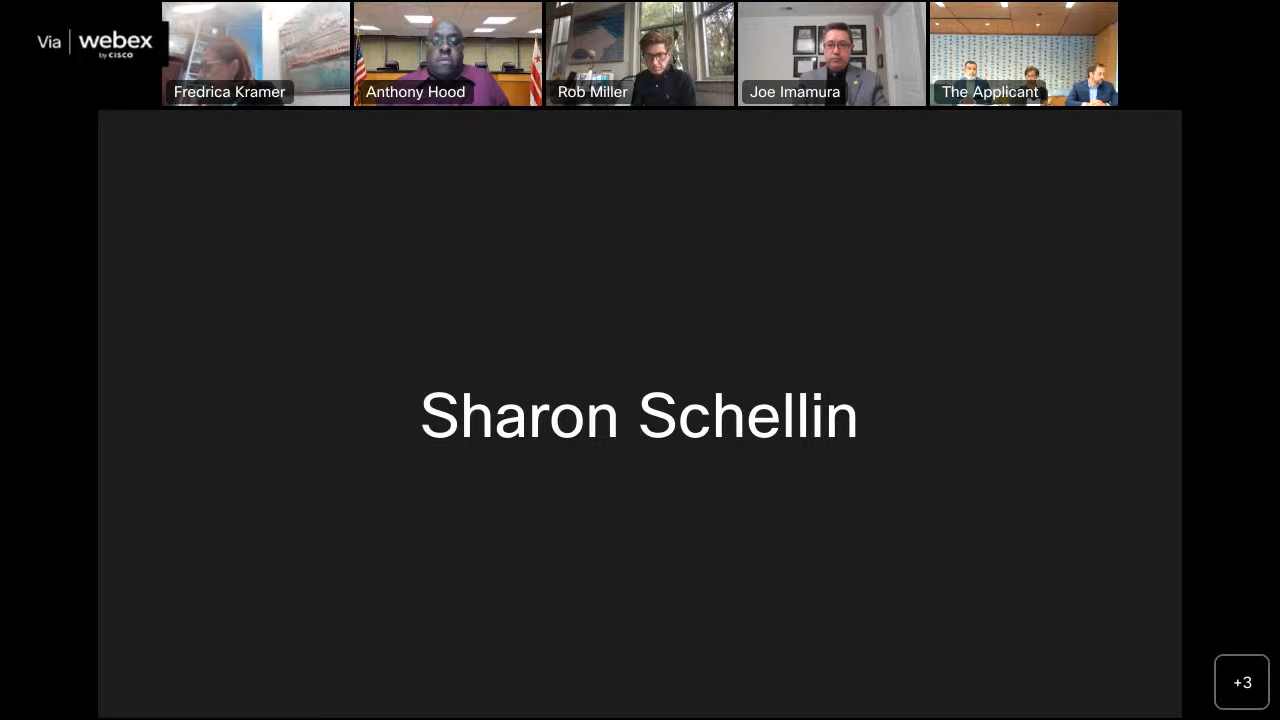 Via | webex
by CISCO
Fredrica Kramer
Anthony Hood
Rob Miller
Joe Imamura
The Applicant
Sharon Schellin
+3